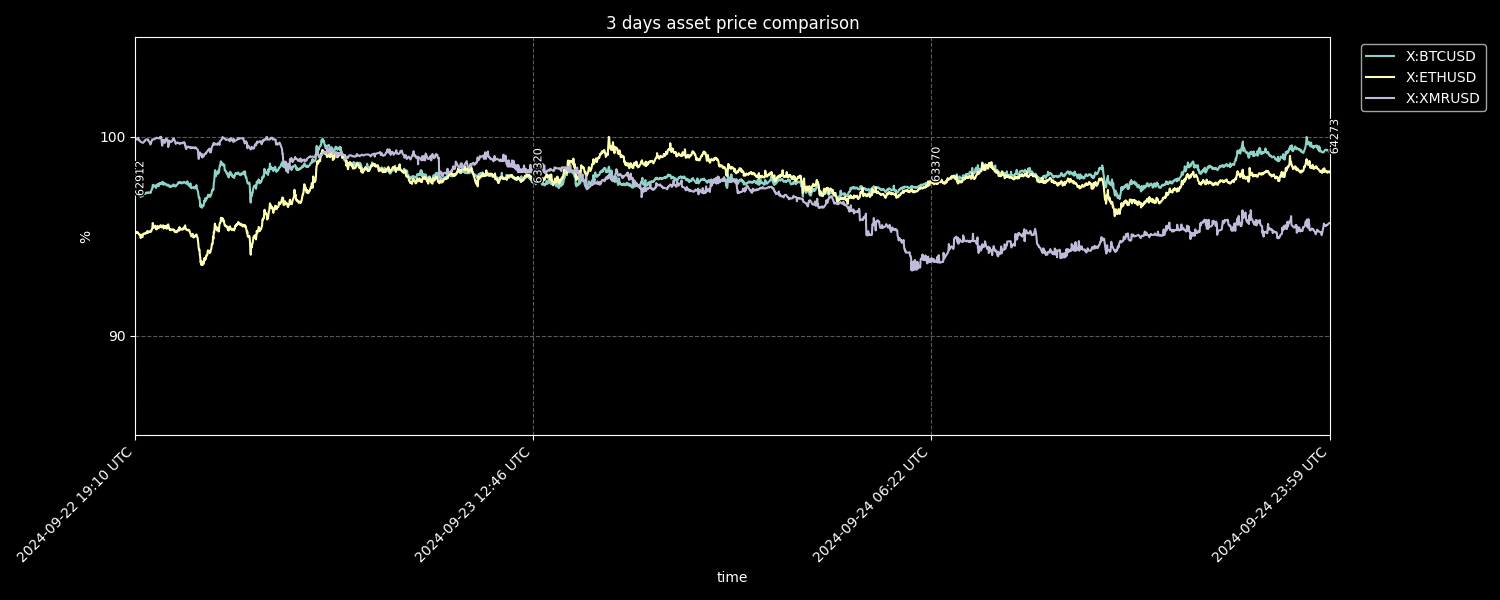 3 days asset price comparison
X:BTCUSD
X:ETHUSD
X:XMRUSD
%
100
90
62912
63320
63370
64273
2024-09-22 19:10 UTC
2024-09-23 12:46 UTC
2024-09-24 06:22 UTC
2024-09-24 23:59 UTC
time